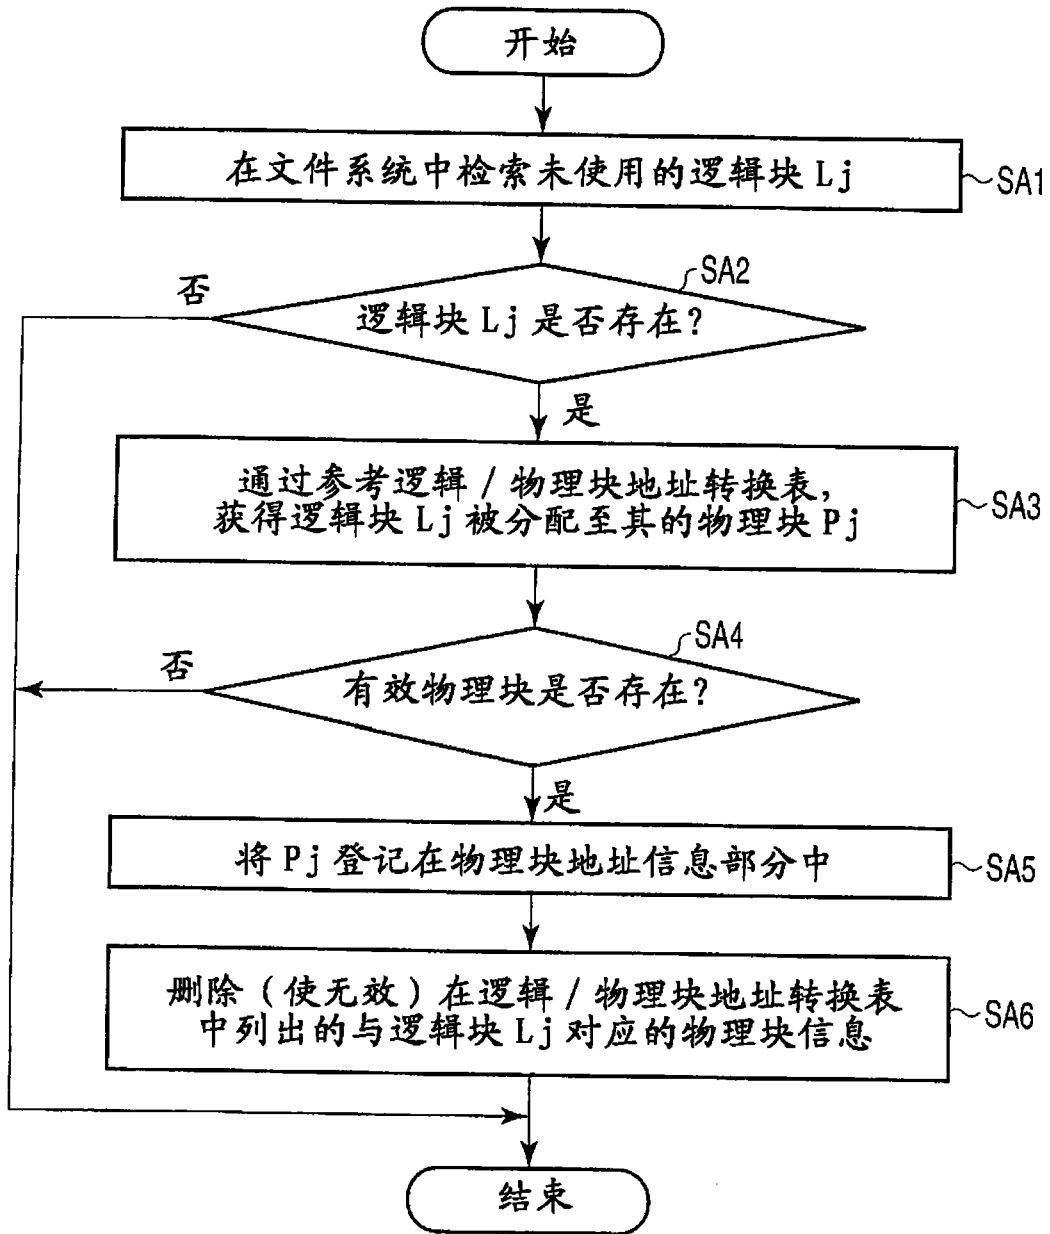 开始
在文件系统中检索未使用的逻辑块 Lj
SA1
SA2
否
逻辑块 Lj 是否存在?
是
通过参考逻辑 / 物理块地址转换表,
获得逻辑块 Lj 被分配至其的物理块 Pj
SA3
SA4
否
有效物理块是否存在?
是
将 Pj 登记在物理块地址信息部分中
SA5
删除 (使无效) 在逻辑 / 物理块地址转换表
中列出的与逻辑块 Lj 对应的物理块信息
SA6
结束